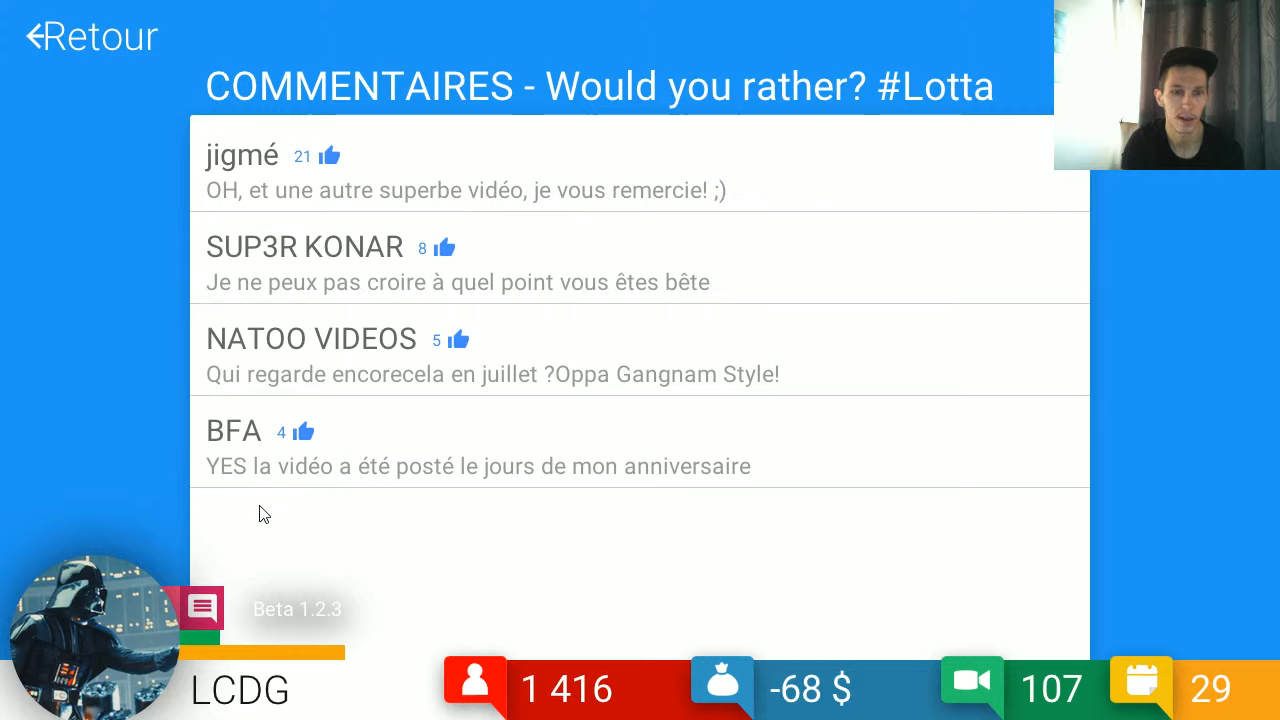 Retour
COMMENTAIRES - Would you rather? #Lotta
jigmé 21
OH, et une autre superbe vidéo, je vous remercie! ;)
SUP3R KONAR 8
Je ne peux pas croire à quel point vous êtes bête
NATOO VIDEOS 5
Qui regarde encorecela en juillet ?Oppa Gangnam Style!
BFA 4
YES la vidéo a été posté le jours de mon anniversaire
Beta 1.2.3
LCDG
1 416
-68 $
107
29